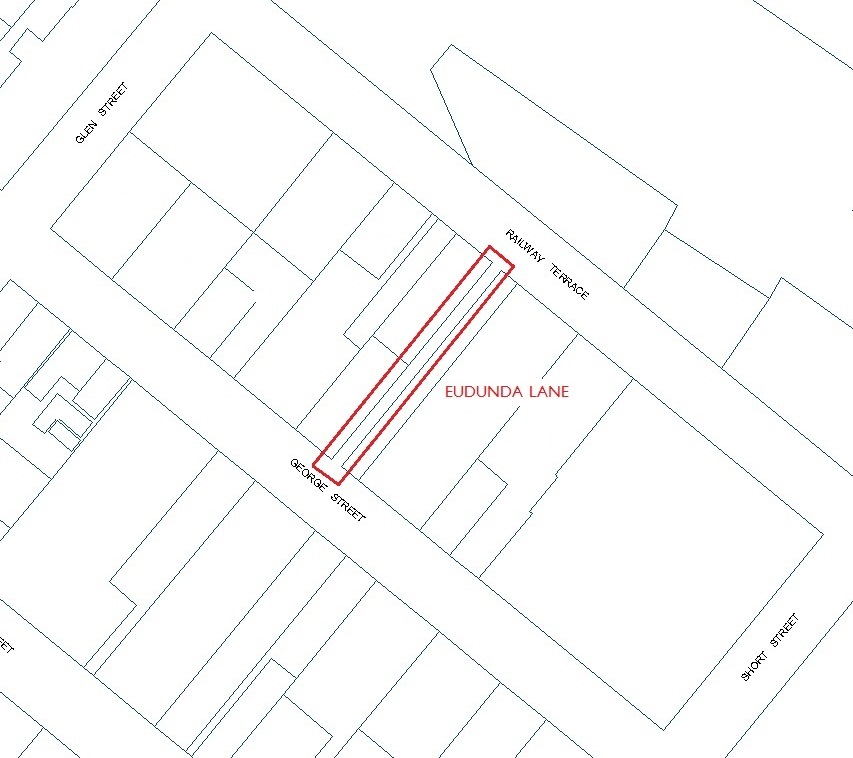 GLEN STREET
RAILWAY TERRACE
EUDUNDA LANE
GEORGE STREET
SHORT STREET